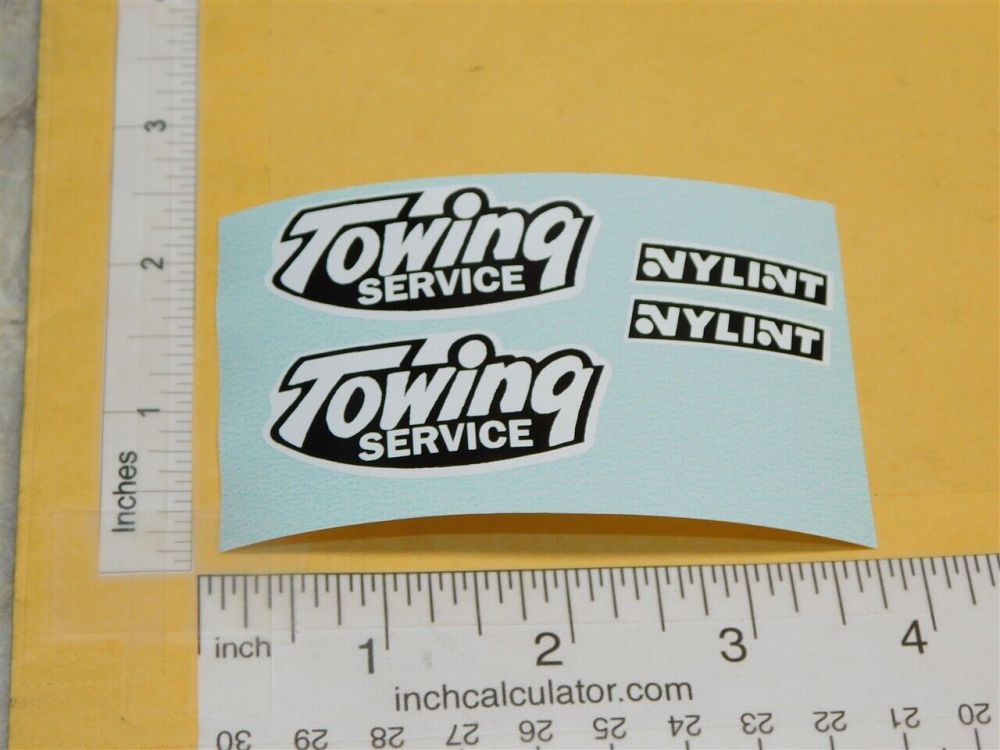 3
2
1
Inches
Towing
SERVICE
Towing
SERVICE
NYLINT
NYLINT
inch 1 2 3 4
inchcalculator.com
30 29 28 27 26 25 24 23 22 21 20